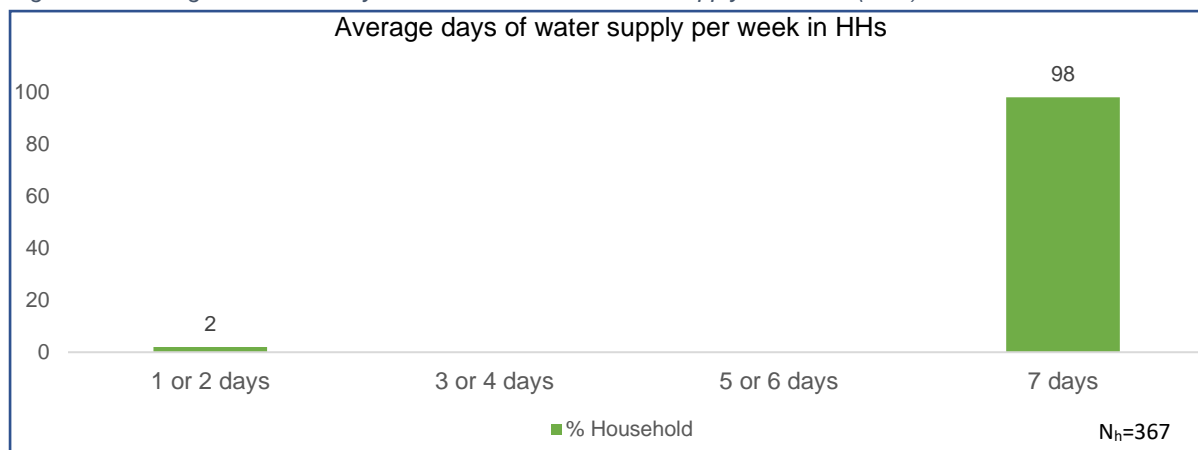 Average days of water supply per week in HHs
98
100
80
60
40
20
2
0
1 or 2 days
3 or 4 days
5 or 6 days
7 days
% Household
Nₕ=367